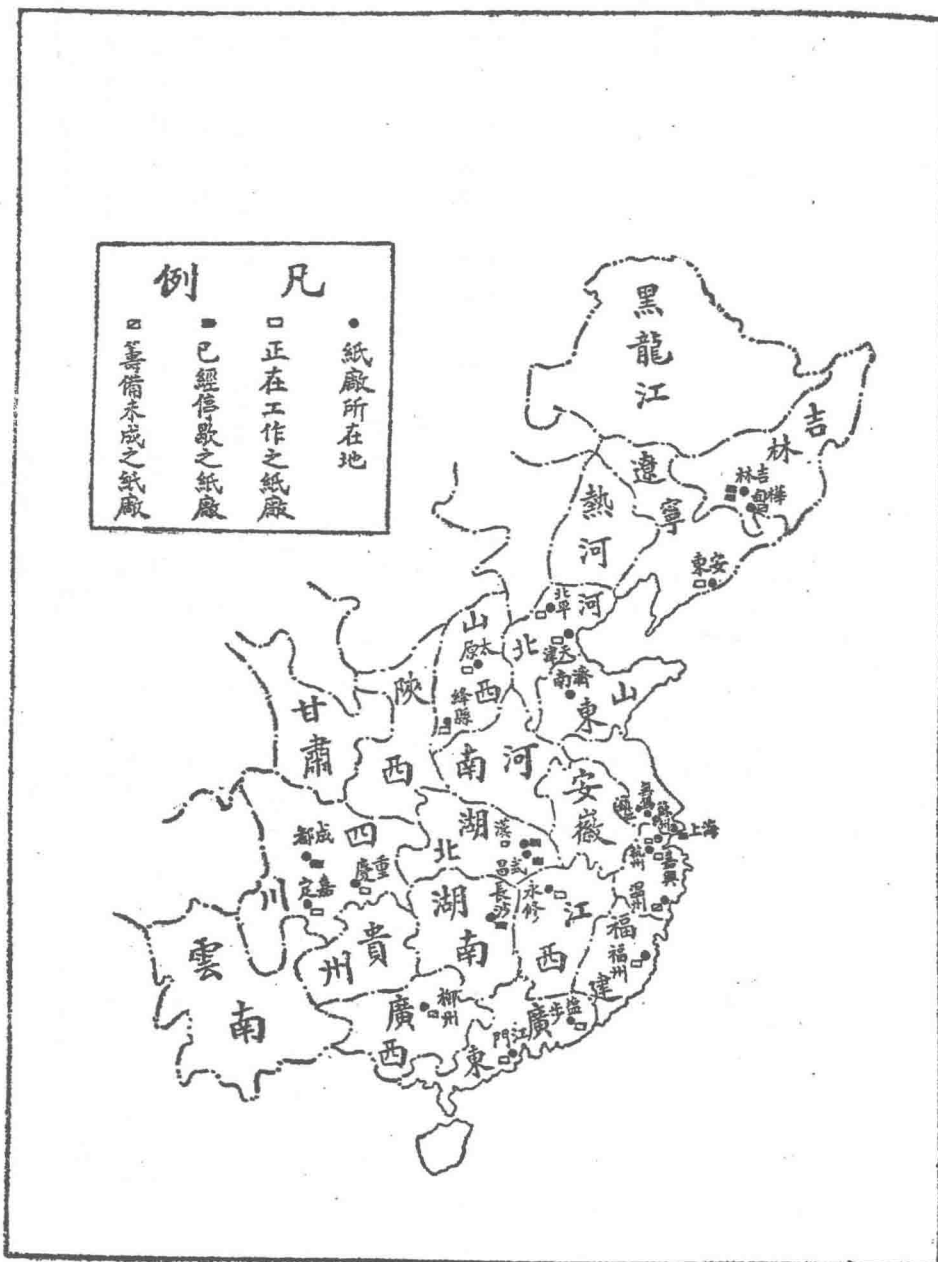 凡例
紙廠所在地
正在工作之紙廠
已經停歇之紙廠
籌備未成之紙廠
黑龍江
吉林
吉林
樺甸
遼寧
安東
熱河
河北
北平
天津
山東
濟南
山西
太原
絳縣
陝西
甘肅
河南
安徽
蘇州
上海
嘉興
杭州
溫州
湖北
漢
武昌
四川
成都
重慶
嘉定
湖南
長沙
永修
江西
福建
福州
貴州
雲南
廣西
柳州
廣東
鹽步
江門